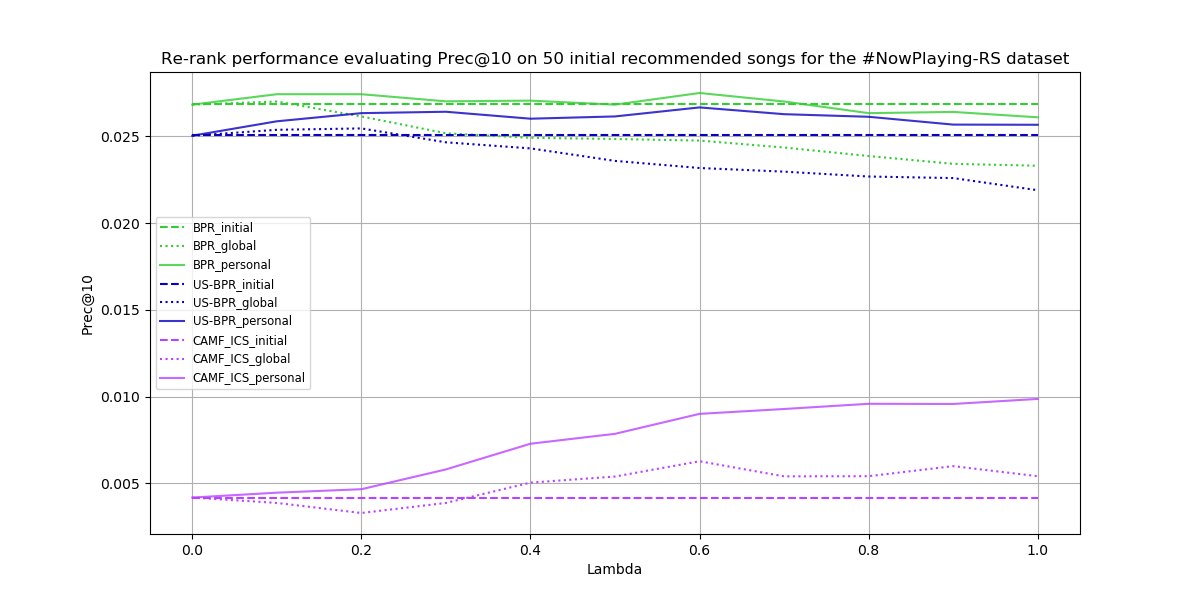 Re-rank performance evaluating Prec@10 on 50 initial recommended songs for the #NowPlaying-RS dataset
Prec@10
0.025
0.020
0.015
0.010
0.005
BPR_initial
BPR_global
BPR_personal
US-BPR_initial
US-BPR_global
US-BPR_personal
CAMF_ICS_initial
CAMF_ICS_global
CAMF_ICS_personal
0.0 0.2 0.4 0.6 0.8 1.0
Lambda